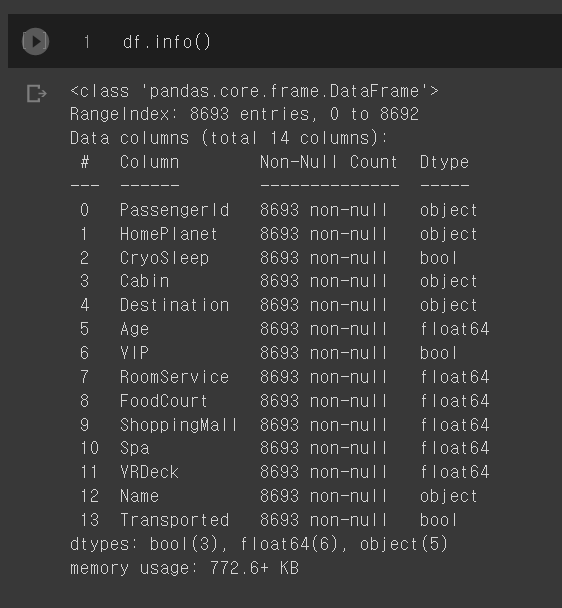 1 df.info()
<class 'pandas.core.frame.DataFrame'>
RangeIndex: 8693 entries, 0 to 8692
Data columns (total 14 columns):
 #   Column        Non-Null Count  Dtype
---  ------        --------------  -----
 0   PassengerId   8693 non-null   object
 1   HomePlanet    8693 non-null   object
 2   CryoSleep     8693 non-null   bool
 3   Cabin         8693 non-null   object
 4   Destination   8693 non-null   object
 5   Age           8693 non-null   float64
 6   VIP           8693 non-null   bool
 7   RoomService   8693 non-null   float64
 8   FoodCourt     8693 non-null   float64
 9   ShoppingMall  8693 non-null   float64
 10  Spa           8693 non-null   float64
 11  VRDeck        8693 non-null   float64
 12  Name          8693 non-null   object
 13  Transported   8693 non-null   bool
dtypes: bool(3), float64(6), object(5)
memory usage: 772.6+ KB